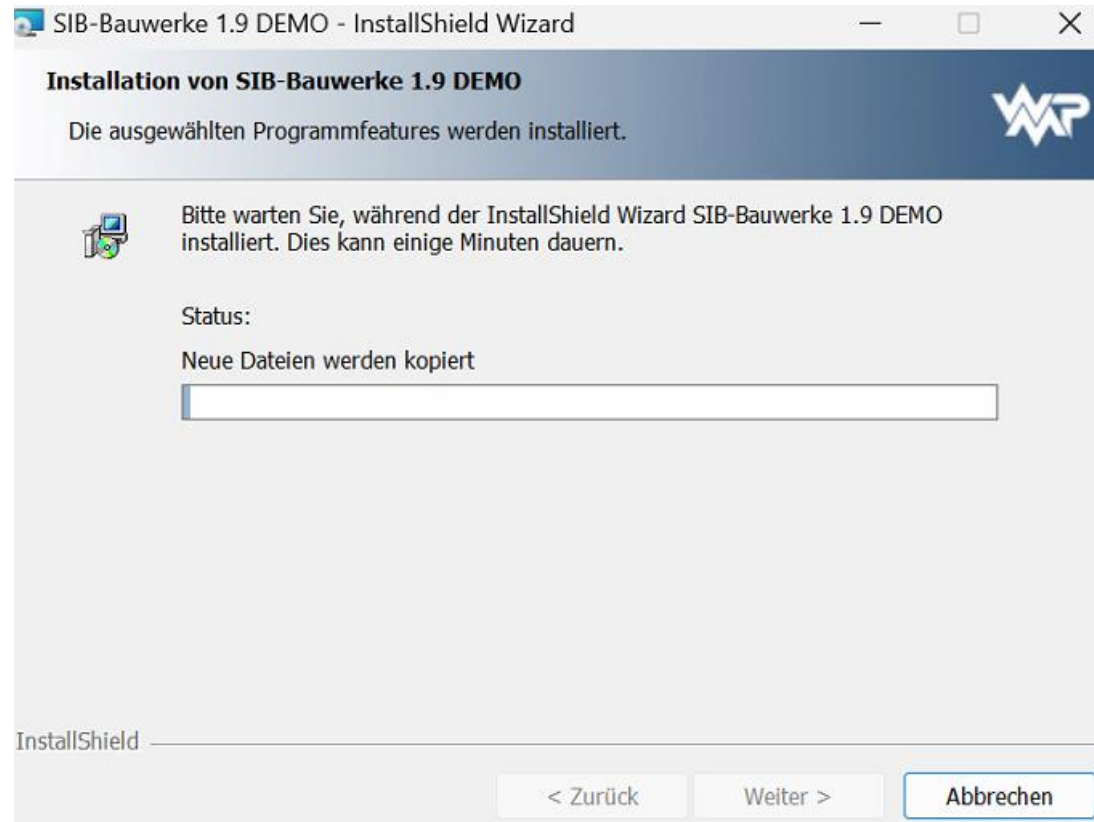 SIB-Bauwerke 1.9 DEMO - InstallShield Wizard
Installation von SIB-Bauwerke 1.9 DEMO
Die ausgewählten Programmfeatures werden installiert.
WMP
Bitte warten Sie, während der InstallShield Wizard SIB-Bauwerke 1.9 DEMO
installiert. Dies kann einige Minuten dauern.
Status:
Neue Dateien werden kopiert
InstallShield
< Zurück
Weiter >
Abbrechen